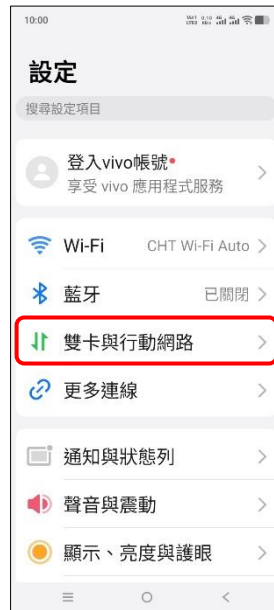 10:00
設定
搜尋設定項目
登入vivo帳號
享受 vivo 應用程式服務
Wi-Fi CHT Wi-Fi Auto
藍牙 已關閉
雙卡與行動網路
更多連線
通知與狀態列
聲音與震動
顯示、亮度與護眼